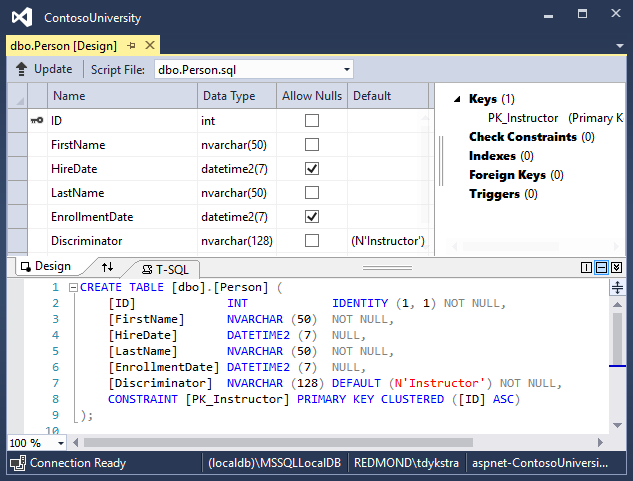 ContosoUniversity
dbo.Person [Design]
Update Script File: dbo.Person.sql
Name Data Type Allow Nulls Default
ID int
FirstName nvarchar(50)
HireDate datetime2(7)
LastName nvarchar(50)
EnrollmentDate datetime2(7)
Discriminator nvarchar(128) (N'Instructor')
Keys (1)
PK_Instructor (Primary K
Check Constraints (0)
Indexes (0)
Foreign Keys (0)
Triggers (0)
Design T-SQL
1 CREATE TABLE [dbo].[Person] (
2 [ID] INT IDENTITY (1, 1) NOT NULL,
3 [FirstName] NVARCHAR (50) NOT NULL,
4 [HireDate] DATETIME2 (7) NULL,
5 [LastName] NVARCHAR (50) NOT NULL,
6 [EnrollmentDate] DATETIME2 (7) NULL,
7 [Discriminator] NVARCHAR (128) DEFAULT (N'Instructor') NOT NULL,
8 CONSTRAINT [PK_Instructor] PRIMARY KEY CLUSTERED ([ID] ASC)
9 );
10
100 %
Connection Ready (localdb)\MSSQLLocalDB REDMOND\tdykstra aspnet-ContosoUniversi...